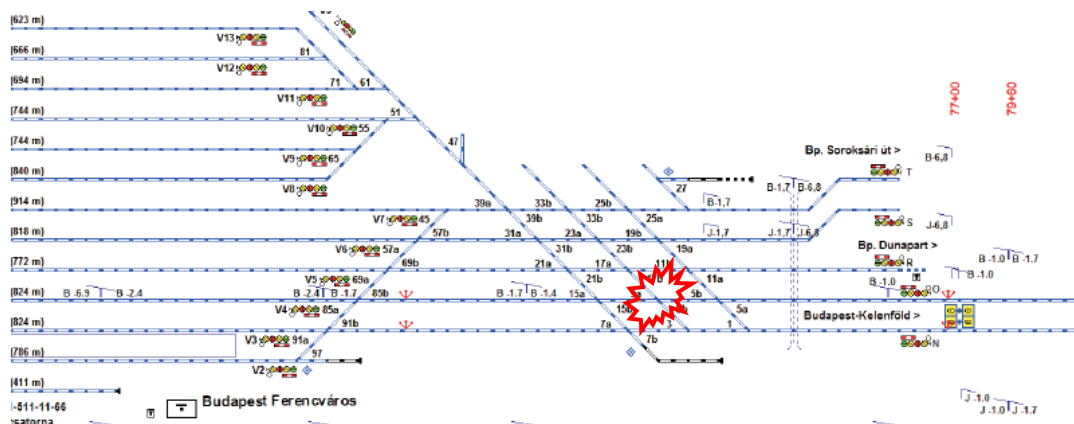 (623 m)
V13
81
(666 m)
V12
(694 m)
71
61
V11
(744 m)
51
V10
55
47
(744 m)
V9
65
(840 m)
V8
(914 m)
39a
33b
25b
27
V7
45
39b
33b
25a
(818 m)
57b
31a
23a
19b
V6
57a
31b
23b
19a
(772 m)
69b
21a
17a
11b
V5
69a
21b
11a
(824 m)
B -6.9
B -2.4
B -2.4
B -1.7
85b
B -1.7
B -1.4
15a
5b
V4
85a
15b
5a
(824 m)
91b
7a
3
1
V3
91a
7b
(786 m)
97
V2
(411 m)
I-511-11-66
csatorna
Budapest Ferencváros
77+00
79+60
Bp. Soroksári út >
B-6,8
T
B-1,7
B-6,8
B-1,7
S
J-6,8
J-1,7
J-1,7
J-6,8
Bp. Dunapart >
R
B -1.0
B -1.7
B -1.0
B -1.0
Budapest-Kelenföld >
N
J -1.0
J -1.0
J -1.7